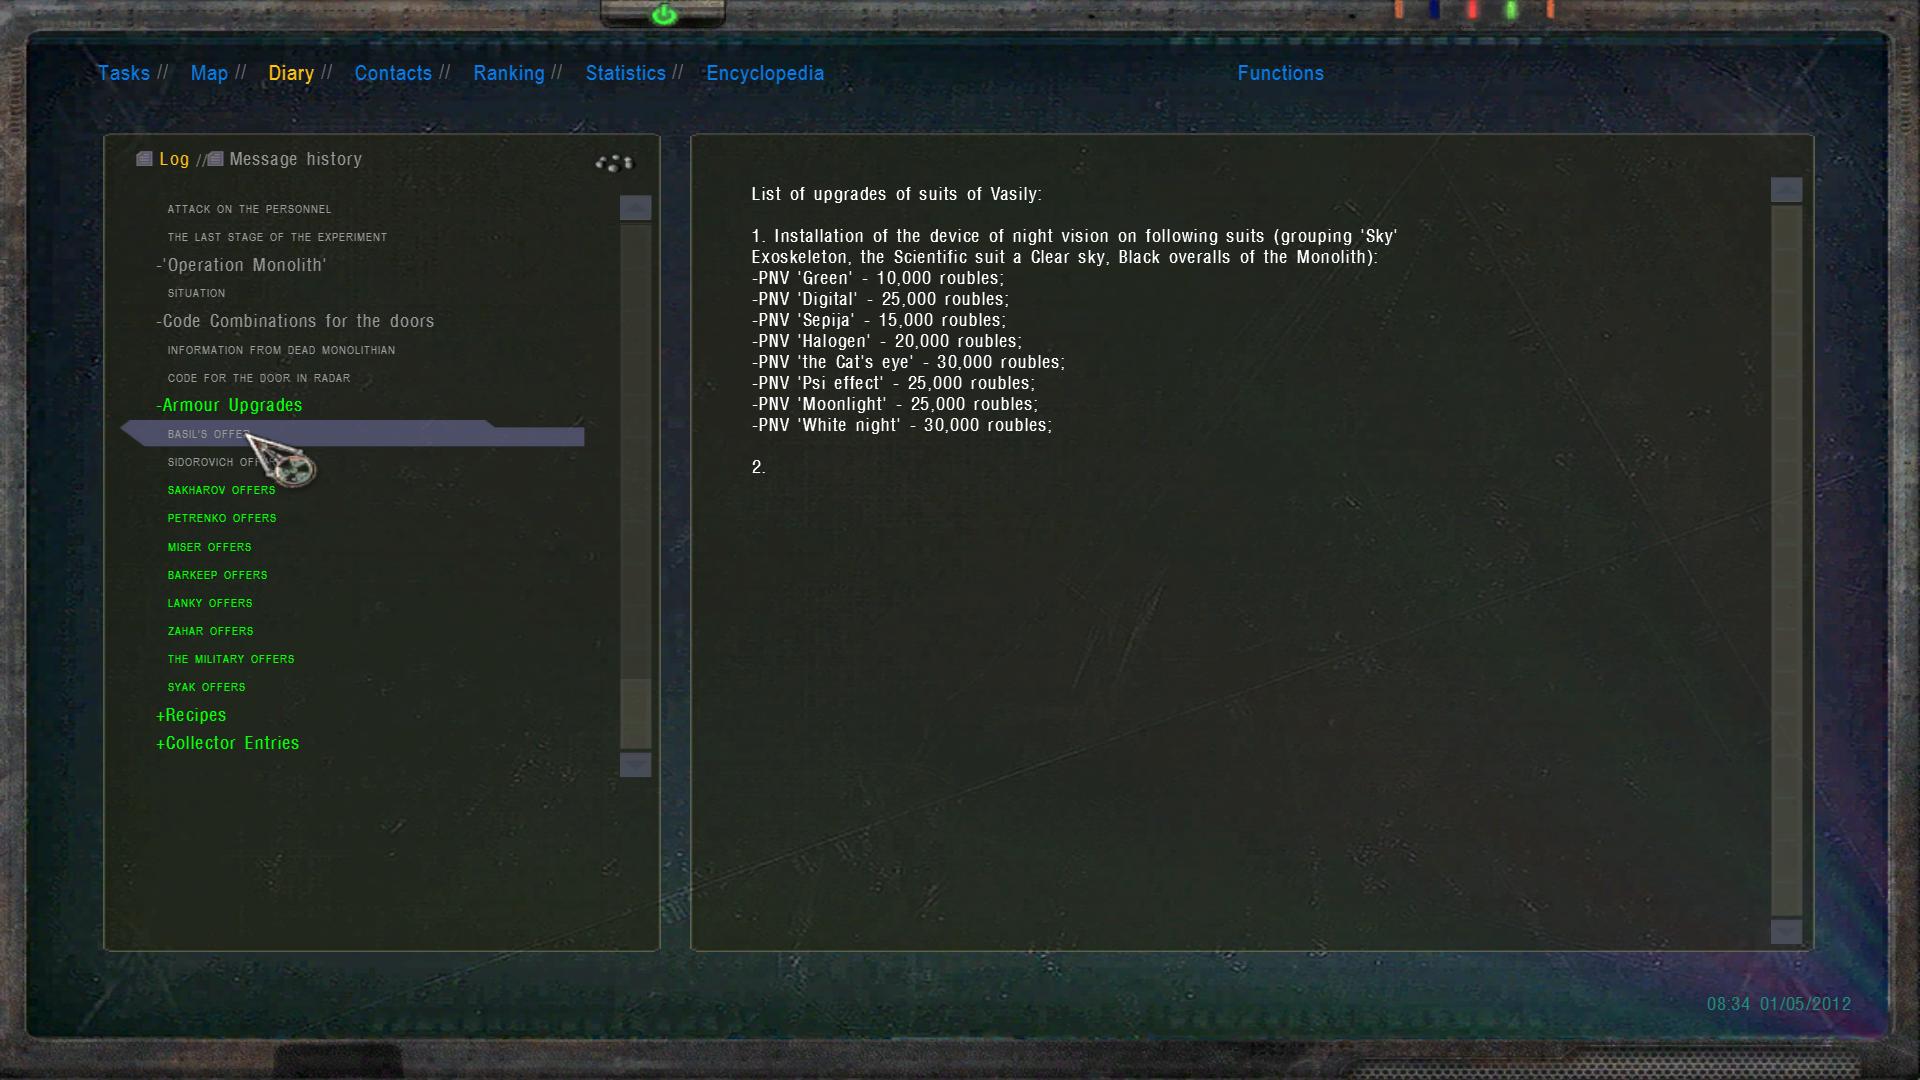 Tasks // Map // Diary // Contacts // Ranking // Statistics // Encyclopedia
Functions
Log // Message history
ATTACK ON THE PERSONNEL
THE LAST STAGE OF THE EXPERIMENT
-'Operation Monolith'
SITUATION
-Code Combinations for the doors
INFORMATION FROM DEAD MONOLITHIAN
CODE FOR THE DOOR IN RADAR
-Armour Upgrades
BASIL'S
SIDOROVICH
SAKHAROV OFFERS
PETRENKO OFFERS
MISER OFFERS
BARKEEP OFFERS
LANKY OFFERS
ZAHAR OFFERS
THE MILITARY OFFERS
SYAK OFFERS
+Recipes
+Collector Entries
List of upgrades of suits of Vasily:
1. Installation of the device of night vision on following suits (grouping 'Sky'
Exoskeleton, the Scientific suit a Clear sky, Black overalls of the Monolith):
-PNV 'Green' - 10,000 roubles;
-PNV 'Digital' - 25,000 roubles;
-PNV 'Sepija' - 15,000 roubles;
-PNV 'Halogen' - 20,000 roubles;
-PNV 'the Cat's eye' - 30,000 roubles;
-PNV 'Psi effect' - 25,000 roubles;
-PNV 'Moonlight' - 25,000 roubles;
-PNV 'White night' - 30,000 roubles;
2.
08:34 01/05/2012